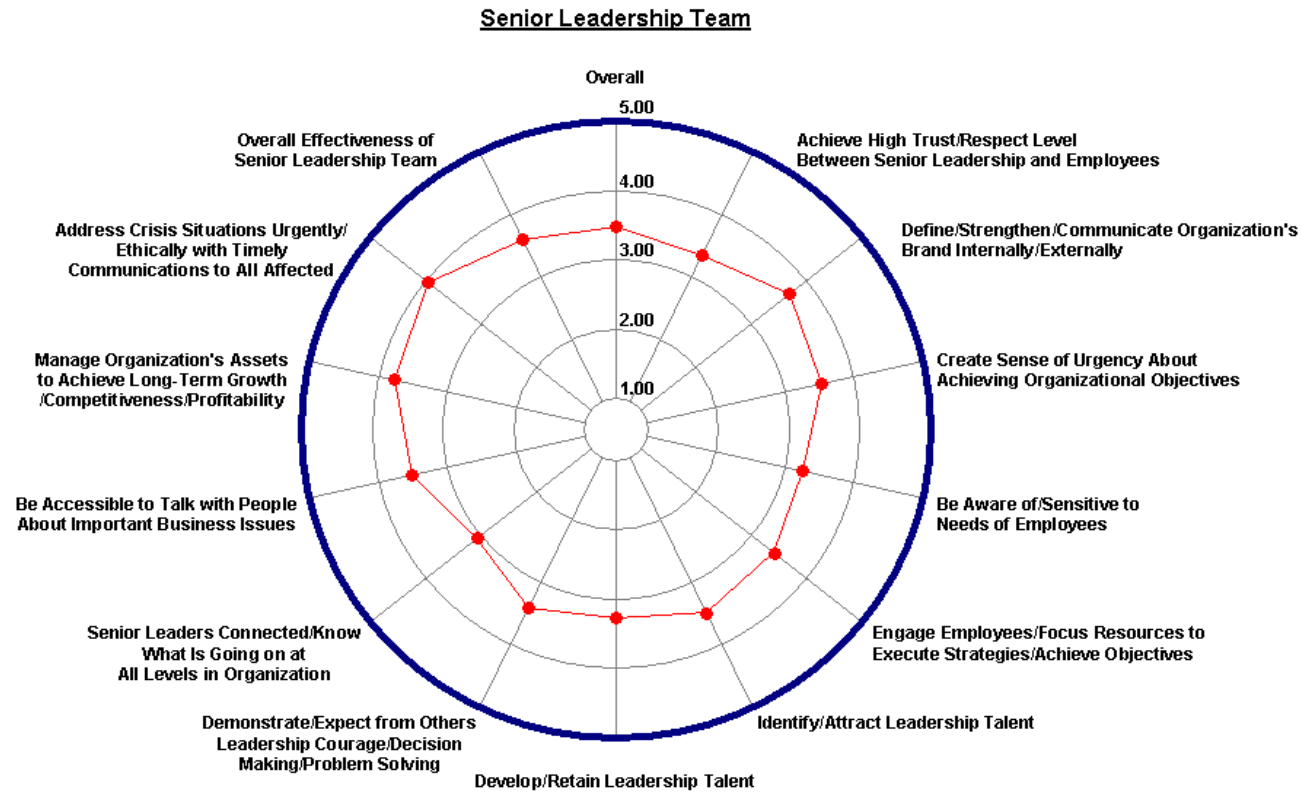 Senior Leadership Team
Overall
5.00
4.00
3.00
2.00
1.00
Achieve High Trust/Respect Level
Between Senior Leadership and Employees
Define/Strengthen/Communicate Organization's
Brand Internally/Externally
Create Sense of Urgency About
Achieving Organizational Objectives
Be Aware of/Sensitive to
Needs of Employees
Engage Employees/Focus Resources to
Execute Strategies/Achieve Objectives
Identify/Attract Leadership Talent
Develop/Retain Leadership Talent
Demonstrate/Expect from Others
Leadership Courage/Decision
Making/Problem Solving
Senior Leaders Connected/Know
What Is Going on at
All Levels in Organization
Be Accessible to Talk with People
About Important Business Issues
Manage Organization's Assets
to Achieve Long-Term Growth
/Competitiveness/Profitability
Address Crisis Situations Urgently/
Ethically with Timely
Communications to All Affected
Overall Effectiveness of
Senior Leadership Team